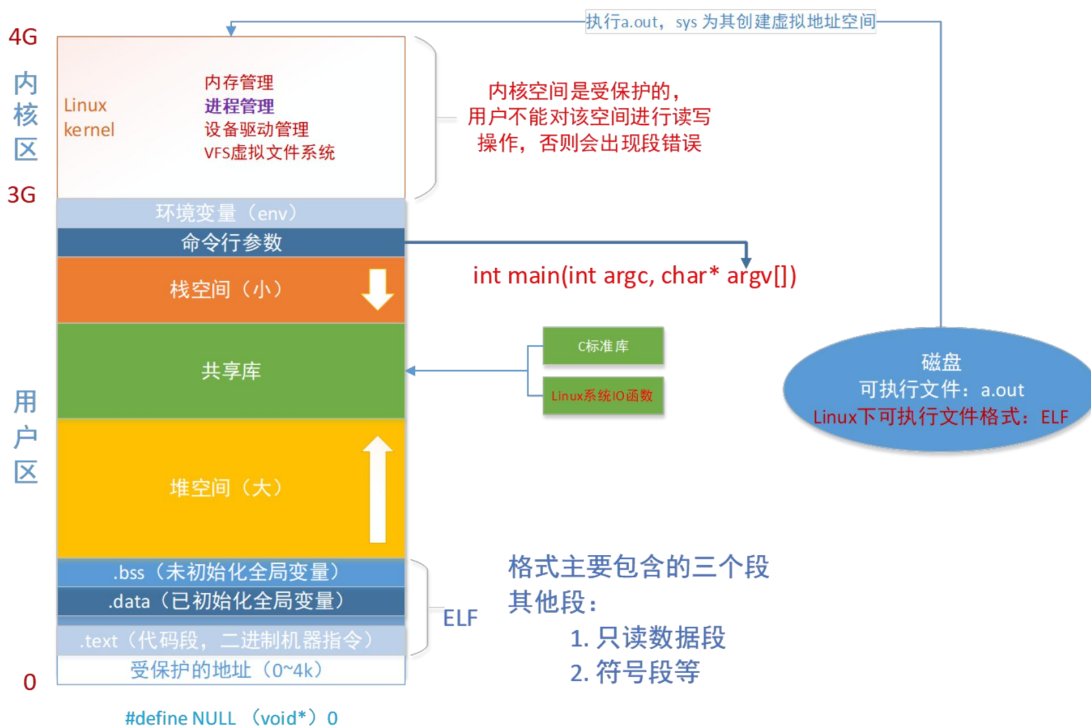 执行a.out，sys 为其创建虚拟地址空间
4G
内
核
区
3G
Linux
kernel
内存管理
进程管理
设备驱动管理
VFS虚拟文件系统
内核空间是受保护的，
用户不能对该空间进行读写
操作，否则会出现段错误
环境变量（env）
命令行参数
int main(int argc, char* argv[])
栈空间（小）
共享库
C标准库
Linux系统IO函数
磁盘
可执行文件：a.out
Linux下可执行文件格式：ELF
用
户
区
堆空间（大）
.bss（未初始化全局变量）
.data（已初始化全局变量）
.text（代码段，二进制机器指令）
ELF
格式主要包含的三个段
其他段：
1. 只读数据段
2. 符号段等
受保护的地址（0~4k）
0
#define NULL （void*）0